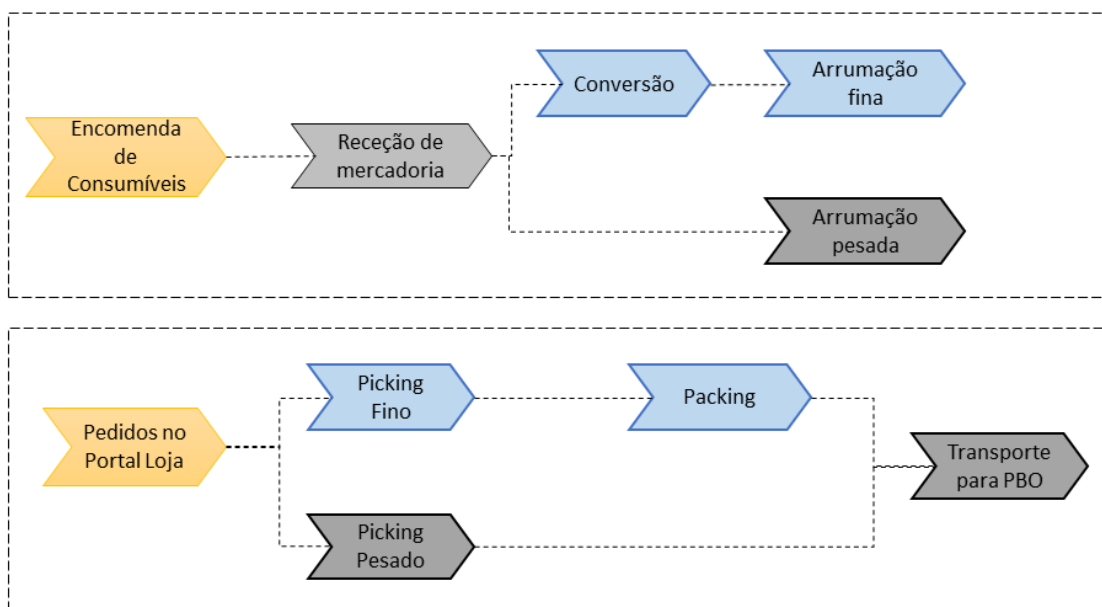 Encomenda
de
Consumíveis
Receção de
mercadoria
Conversão
Arrumação
fina
Arrumação
pesada
Pedidos no
Portal Loja
Picking
Fino
Packing
Picking
Pesado
Transporte
para PBO